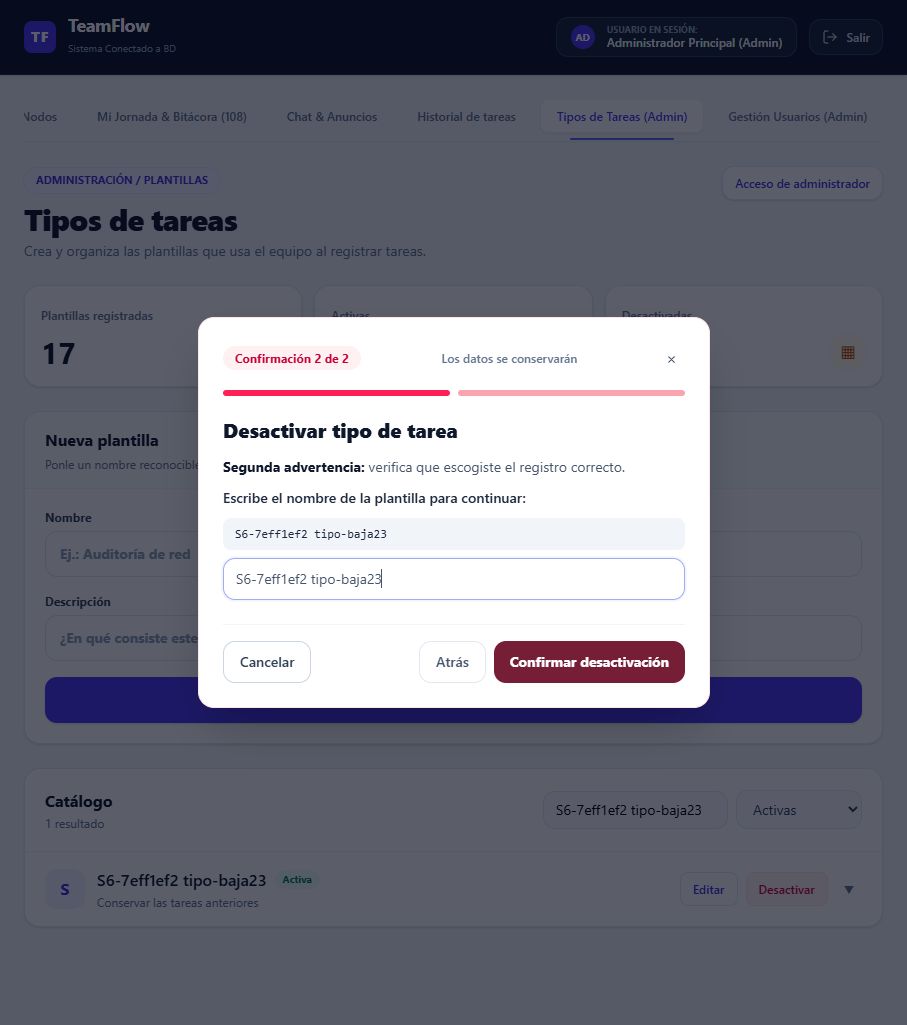 TF
TeamFlow
Sistema Conectado a BD
AD
USUARIO EN SESIÓN:
Administrador Principal (Admin)
Salir
Nodos
Mi Jornada & Bitácora (108)
Chat & Anuncios
Historial de tareas
Tipos de Tareas (Admin)
Gestión Usuarios (Admin)
ADMINISTRACIÓN / PLANTILLAS
Acceso de administrador
Tipos de tareas
Crea y organiza las plantillas que usa el equipo al registrar tareas.
Plantillas registradas
17
Activas
Desactivadas
Confirmación 2 de 2
Los datos se conservarán
×
Desactivar tipo de tarea
Segunda advertencia: verifica que escogiste el registro correcto.
Escribe el nombre de la plantilla para continuar:
S6-7eff1ef2 tipo-baja23
S6-7eff1ef2 tipo-baja23
Cancelar
Atrás
Confirmar desactivación
Nueva plantilla
Ponle un nombre reconocible
Nombre
Ej.: Auditoría de red
Descripción
¿En qué consiste este
Catálogo
1 resultado
S6-7eff1ef2 tipo-baja23
Activas
S
S6-7eff1ef2 tipo-baja23
Activa
Conservar las tareas anteriores
Editar
Desactivar